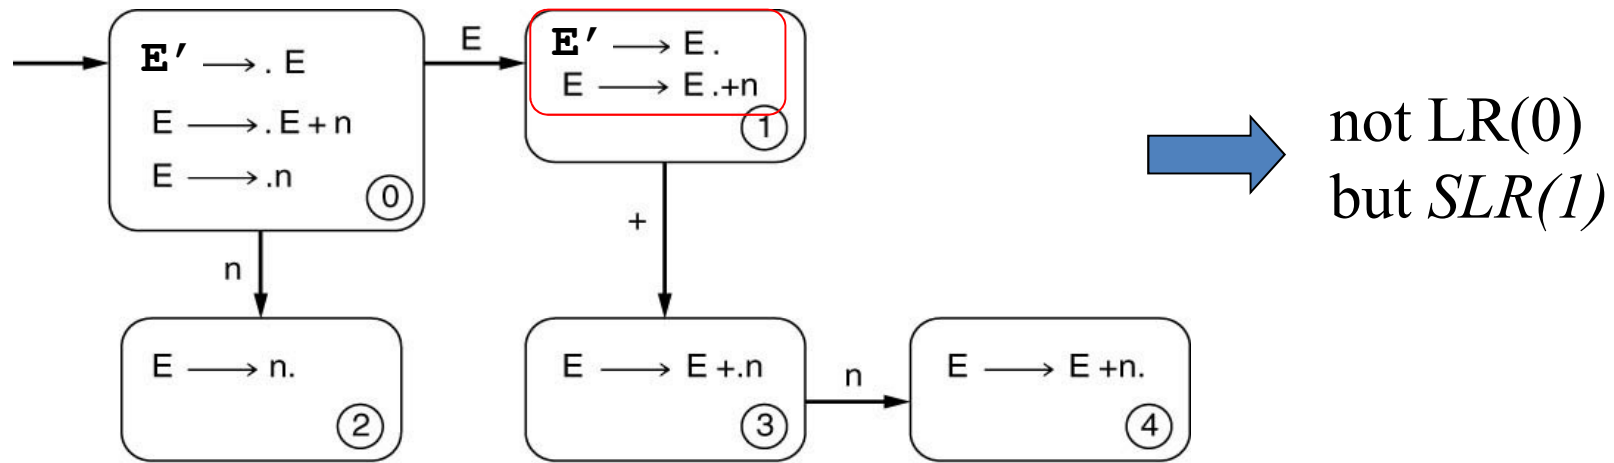 E' → . E
E → . E + n
E → .n
0
E
E' → E .
E → E .+n
1
not LR(0)
but SLR(1)
n
+
E → n.
2
E → E +.n
3
n
E → E +n.
4